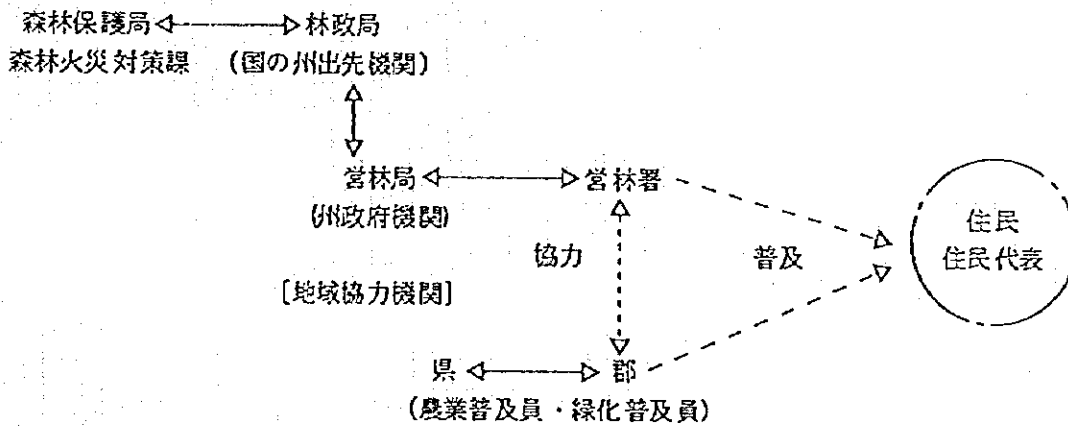 森林保護局 林政局
森林火災対策課 (国の州出先機関)
営林局 営林署
(州政府機関)
住民
協力 普及 住民代表
[地域協力機関]
県 郡
(農業普及員・緑化普及員)